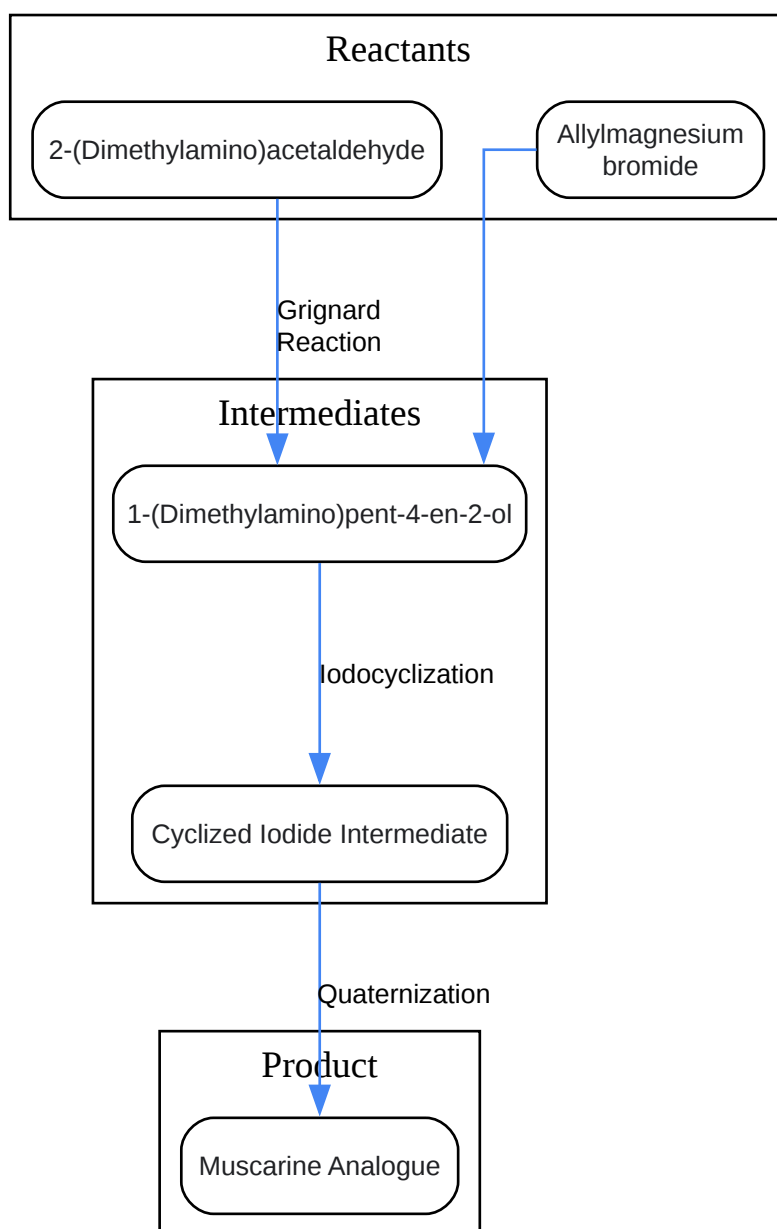 Reactants
2-(Dimethylamino)acetaldehyde
Allylmagnesium
bromide
Grignard
Reaction
Intermediates
1-(Dimethylamino)pent-4-en-2-ol
Iodocyclization
Cyclized Iodide Intermediate
Quaternization
Product
Muscarine Analogue